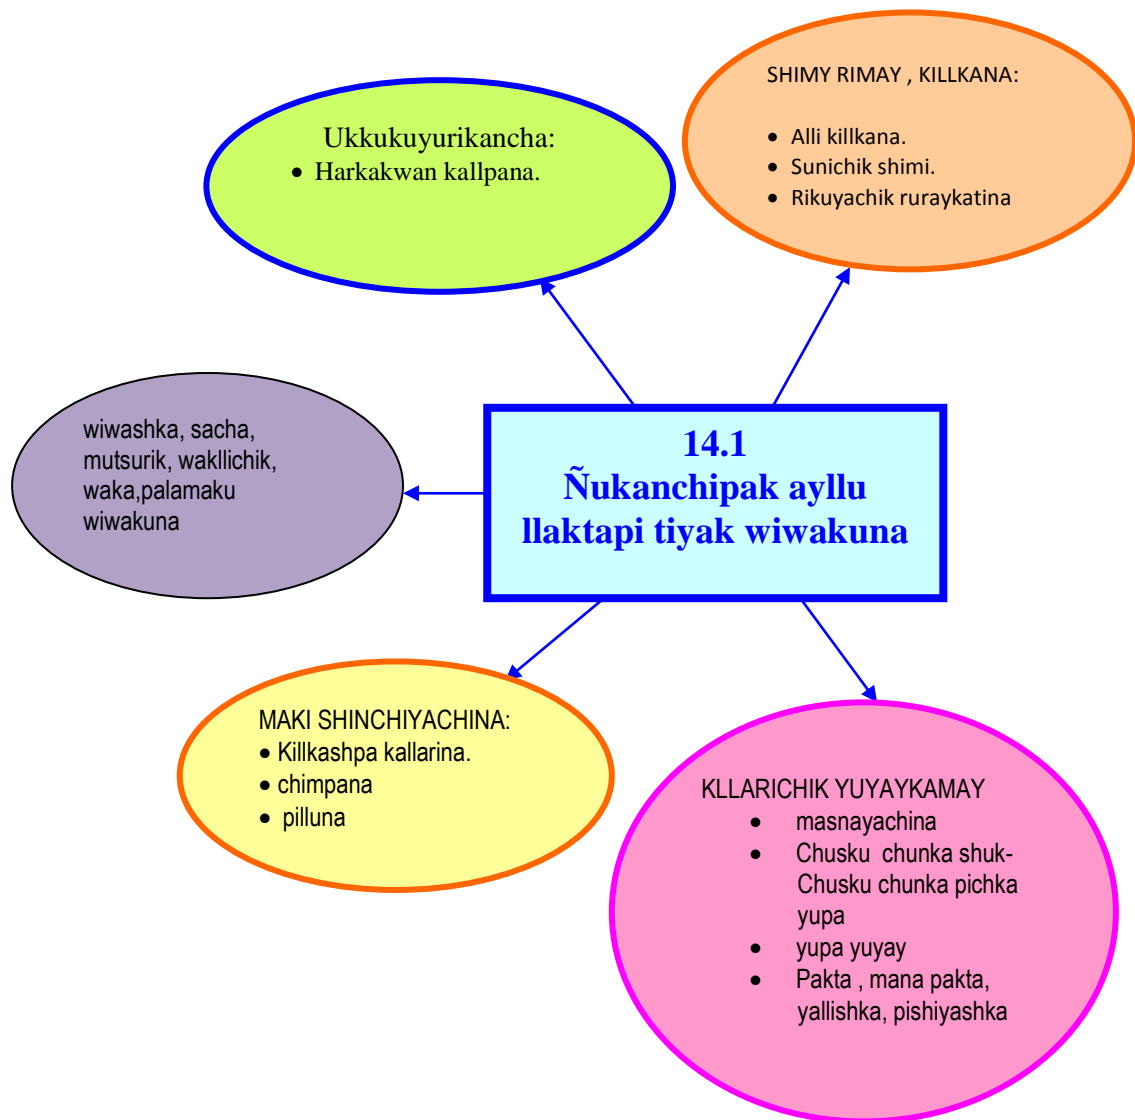 SHIMY RIMAY , KILLKANA:
• Alli killkana.
• Sunichik shimi.
• Rikuyachik ruraykatina
Ukkukuyurikancha:
• Harkakwan kallpana.
wiwashka, sacha,
mutsurik, wakllichik,
waka,palamaku
wiwakuna
14.1
Ñukanchipak ayllu
llaktapi tiyak wiwakuna
MAKI SHINCHIYACHINA:
• Killkashpa kallarina.
• chimpana
• pilluna
KLLARICHIK YUYAYKAMAY
• masnayachina
• Chusku chunka shuk-
Chusku chunka pichka
yupa
• yupa yuyay
• Pakta , mana pakta,
yallishka, pishiyashka